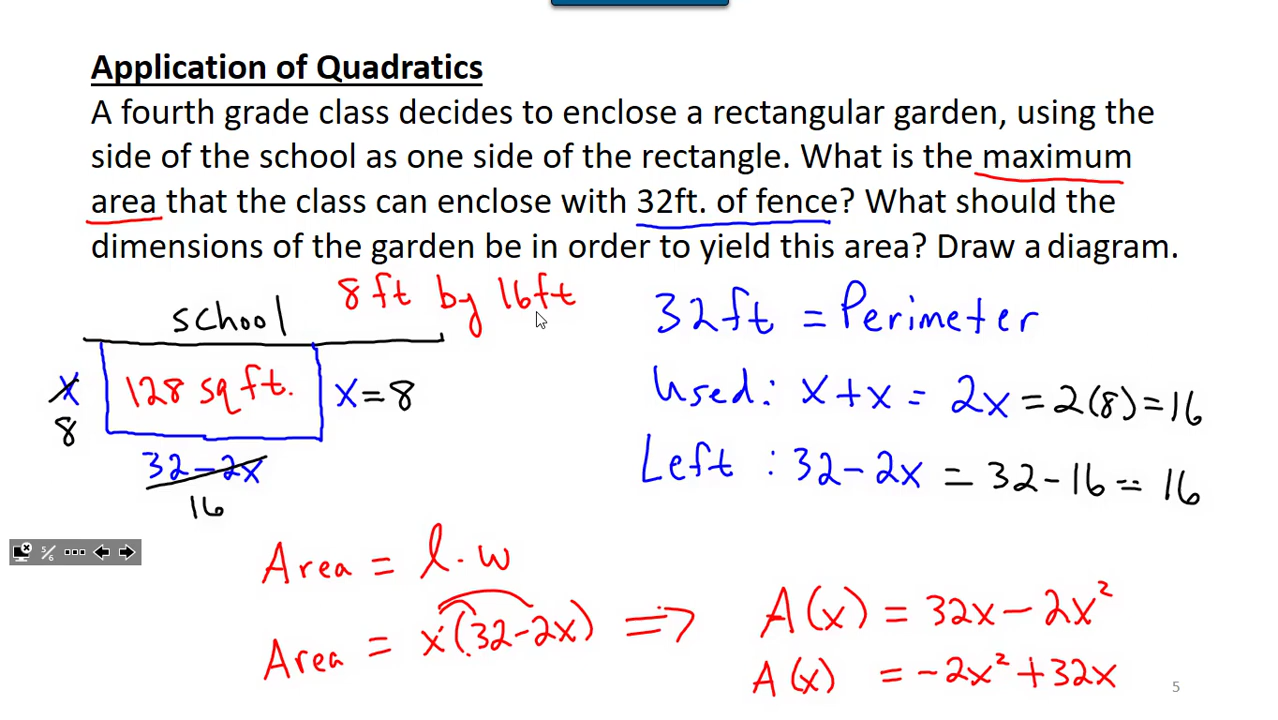 Application of Quadratics
A fourth grade class decides to enclose a rectangular garden, using the
side of the school as one side of the rectangle. What is the maximum
area that the class can enclose with 32ft. of fence? What should the
dimensions of the garden be in order to yield this area? Draw a diagram.
8 ft by 16ft
school
128 sq ft.
x
8
x = 8
32-2x
16
32ft = Perimeter
Used: x + x = 2x = 2(8) = 16
Left : 32-2x = 32-16 = 16
5/6
Area = l · w
Area = x(32-2x) ⟹ A(x) = 32x - 2x²
A(x) = -2x² + 32x
5